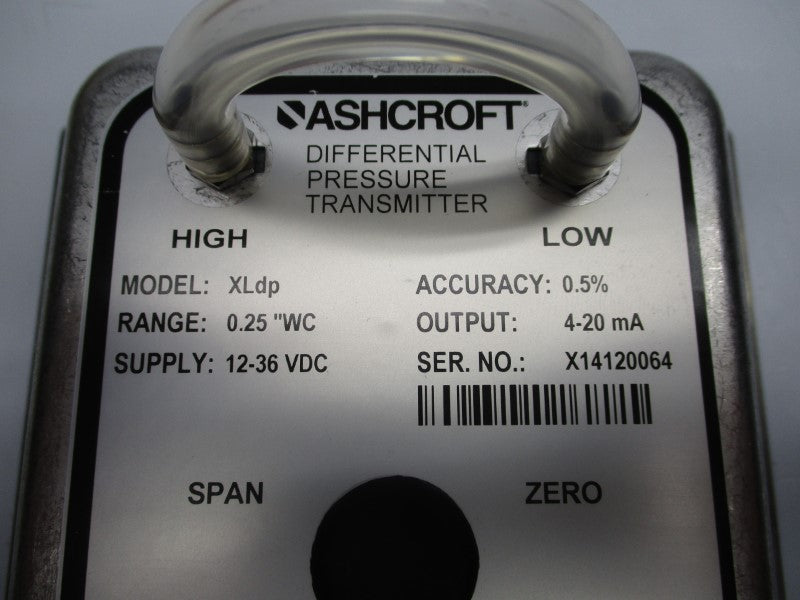 ASHCROFT®
DIFFERENTIAL
PRESSURE
TRANSMITTER
HIGH LOW
MODEL: XLdp ACCURACY: 0.5%
RANGE: 0.25 "WC OUTPUT: 4-20 mA
SUPPLY: 12-36 VDC SER. NO.: X14120064
SPAN ZERO